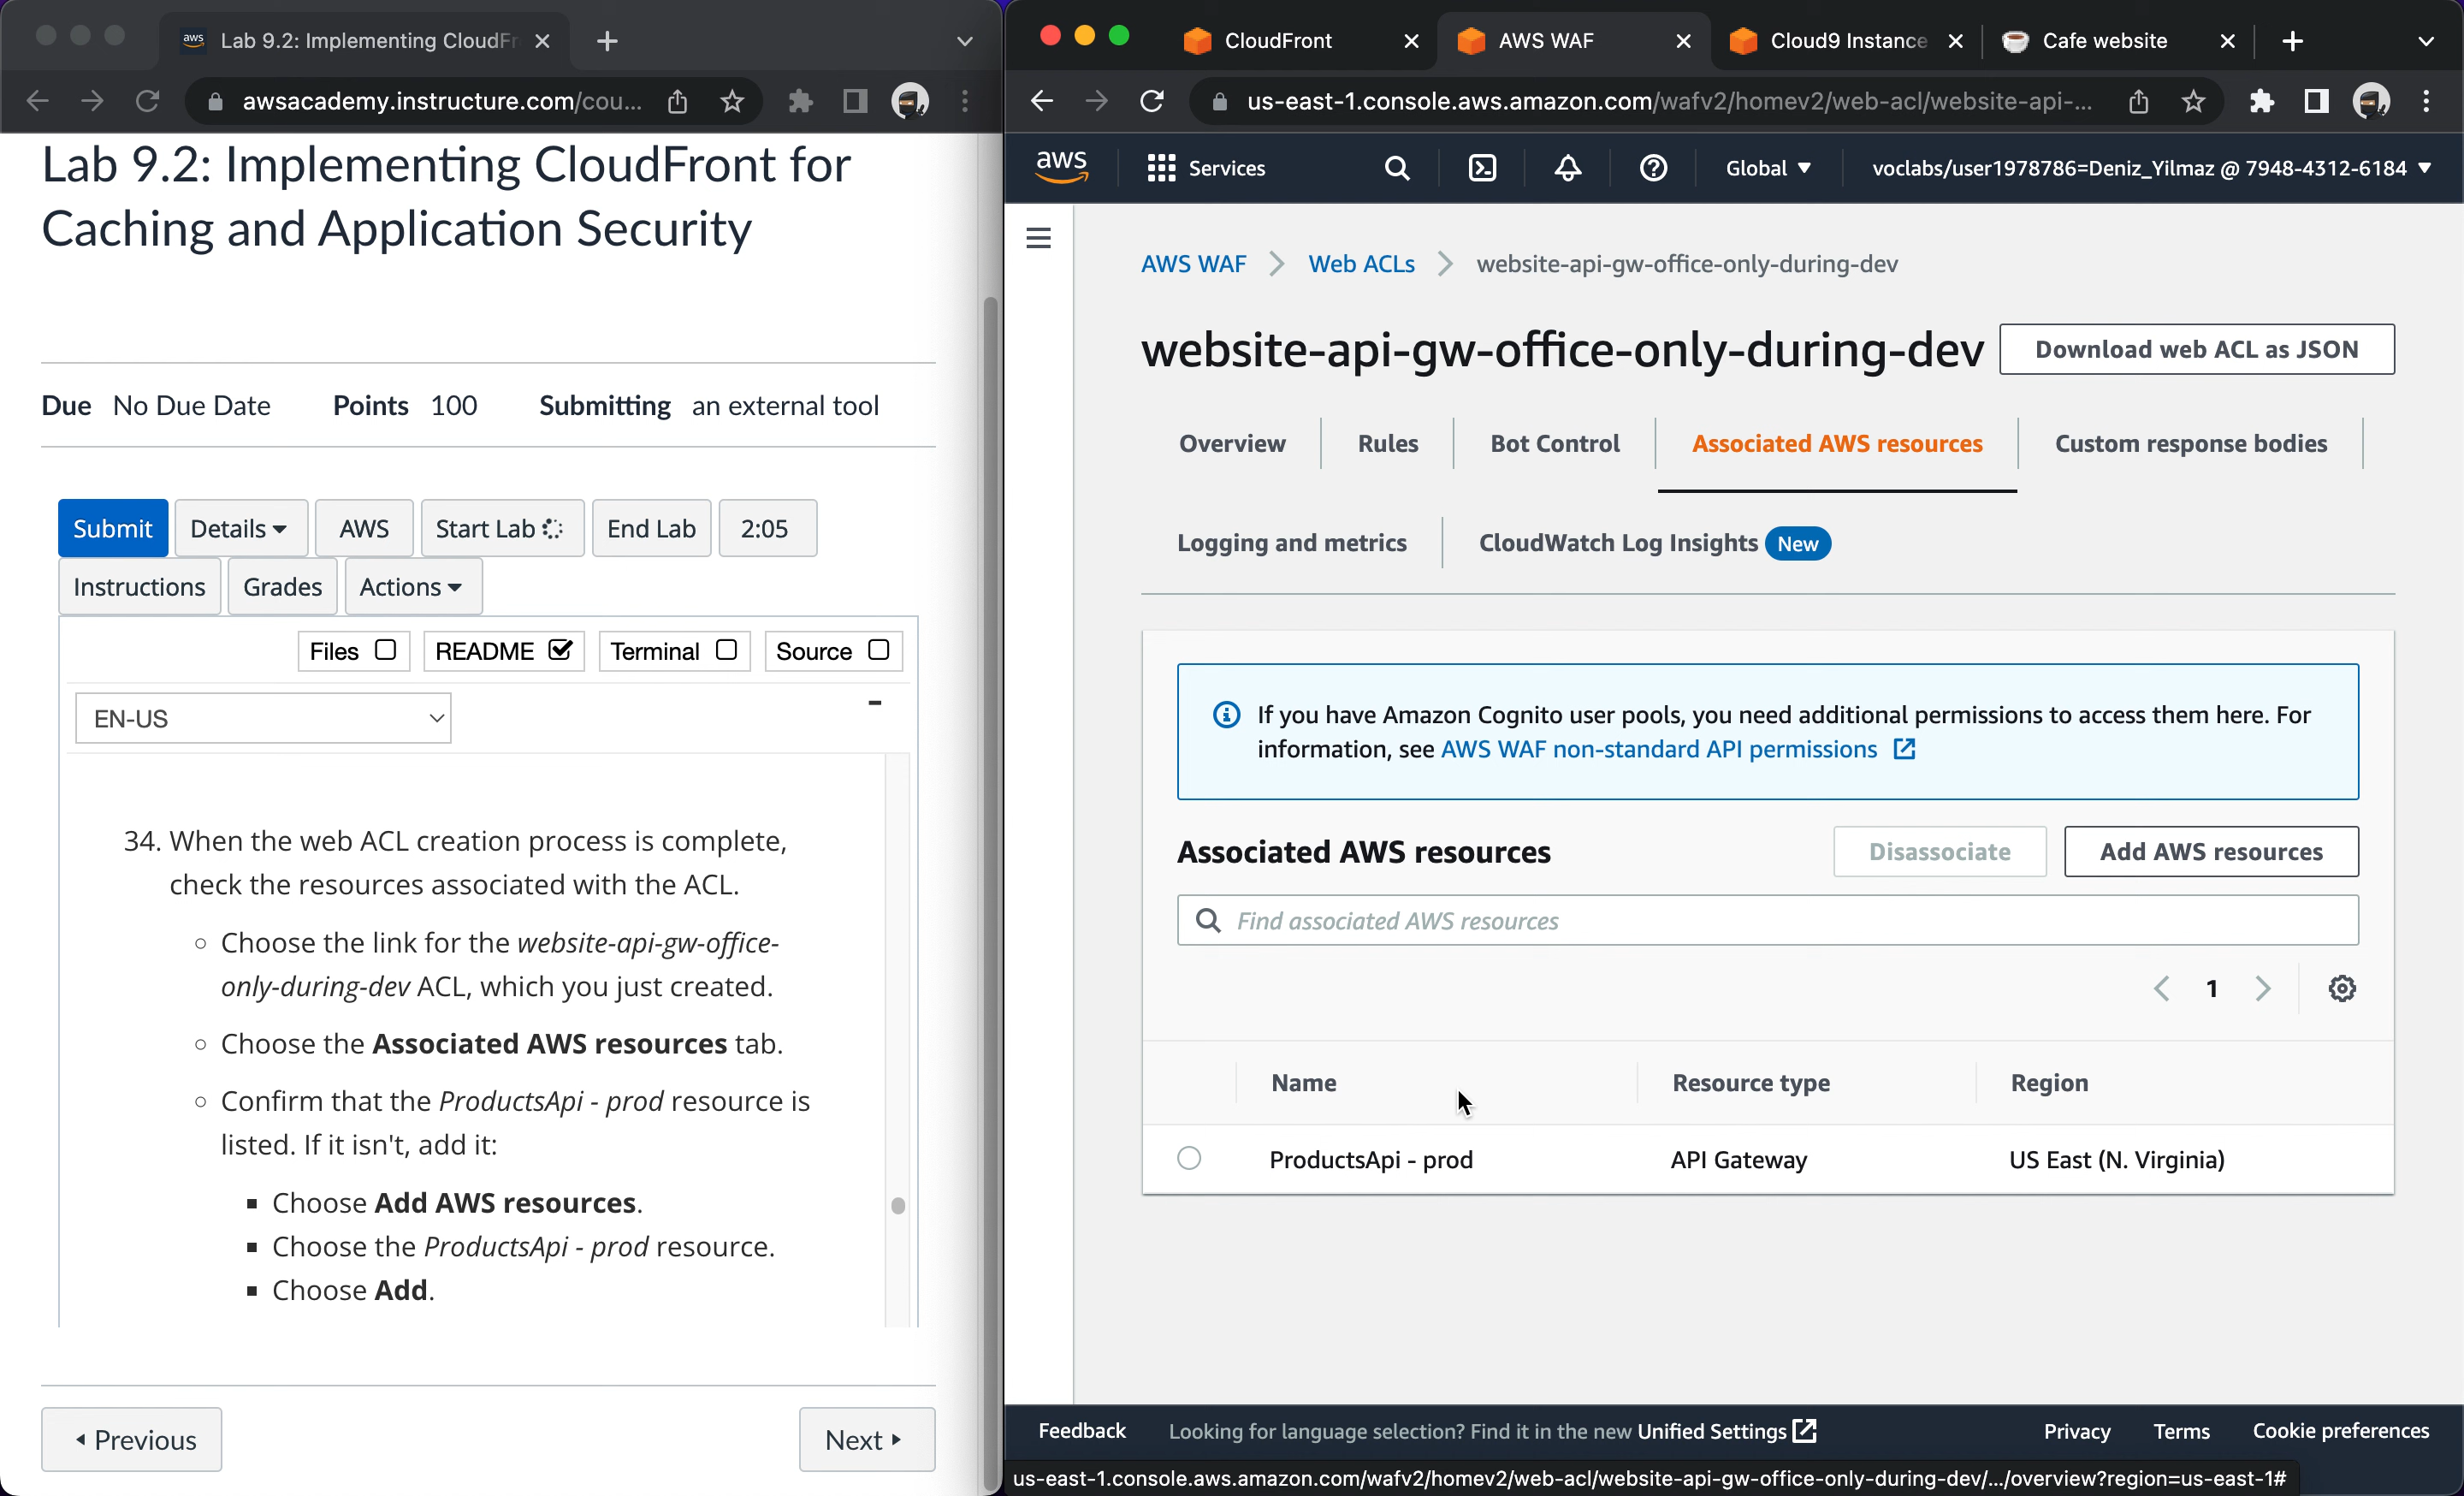 aws Lab 9.2: Implementing CloudFr
awsacademy.instructure.com/cou...
Lab 9.2: Implementing CloudFront for
Caching and Application Security
Due No Due Date Points 100 Submitting an external tool
Submit Details AWS Start Lab End Lab 2:05
Instructions Grades Actions
Files README Terminal Source
EN-US
34. When the web ACL creation process is complete,
check the resources associated with the ACL.
Choose the link for the website-api-gw-office-
only-during-dev ACL, which you just created.
Choose the Associated AWS resources tab.
Confirm that the ProductsApi - prod resource is
listed. If it isn't, add it:
Choose Add AWS resources.
Choose the ProductsApi - prod resource.
Choose Add.
Previous Next
CloudFront AWS WAF Cloud9 Instance Cafe website
us-east-1.console.aws.amazon.com/wafv2/homev2/web-acl/website-api-...
aws Services Global voclabs/user1978786=Deniz_Yilmaz @ 7948-4312-6184
AWS WAF Web ACLs website-api-gw-office-only-during-dev
website-api-gw-office-only-during-dev Download web ACL as JSON
Overview Rules Bot Control Associated AWS resources Custom response bodies
Logging and metrics CloudWatch Log Insights New
If you have Amazon Cognito user pools, you need additional permissions to access them here. For
information, see AWS WAF non-standard API permissions
Associated AWS resources Disassociate Add AWS resources
Find associated AWS resources
1
Name Resource type Region
ProductsApi - prod API Gateway US East (N. Virginia)
Feedback Looking for language selection? Find it in the new Unified Settings Privacy Terms Cookie preferences
us-east-1.console.aws.amazon.com/wafv2/homev2/web-acl/website-api-gw-office-only-during-dev/.../overview?region=us-east-1#